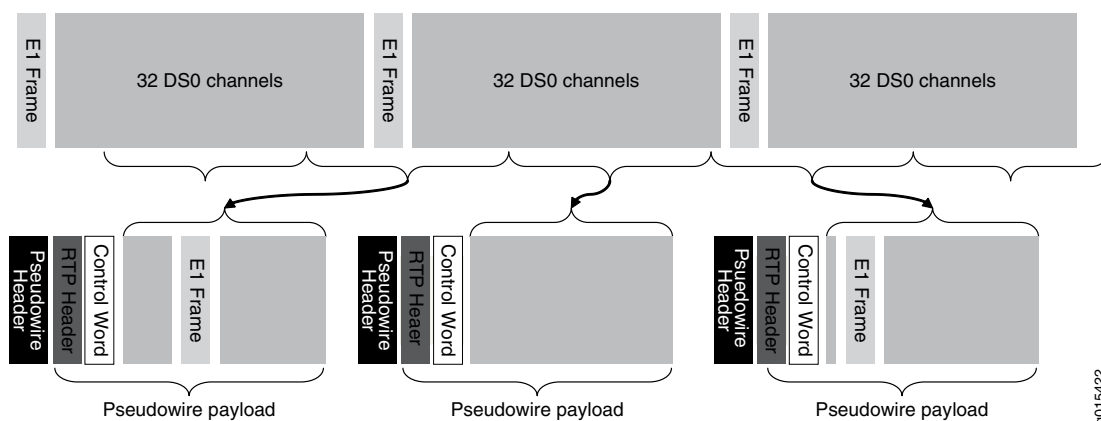 E1 Frame
32 DS0 channels
E1 Frame
32 DS0 channels
E1 Frame
32 DS0 channels
Pseudowire
Header
RTP Header
Control Word
E1 Frame
Pseudowire
Header
RTP Heaer
Control Word
Psuedowire
Header
RTP Header
Control Word
E1 Frame
Pseudowire payload
Pseudowire payload
Pseudowire payload